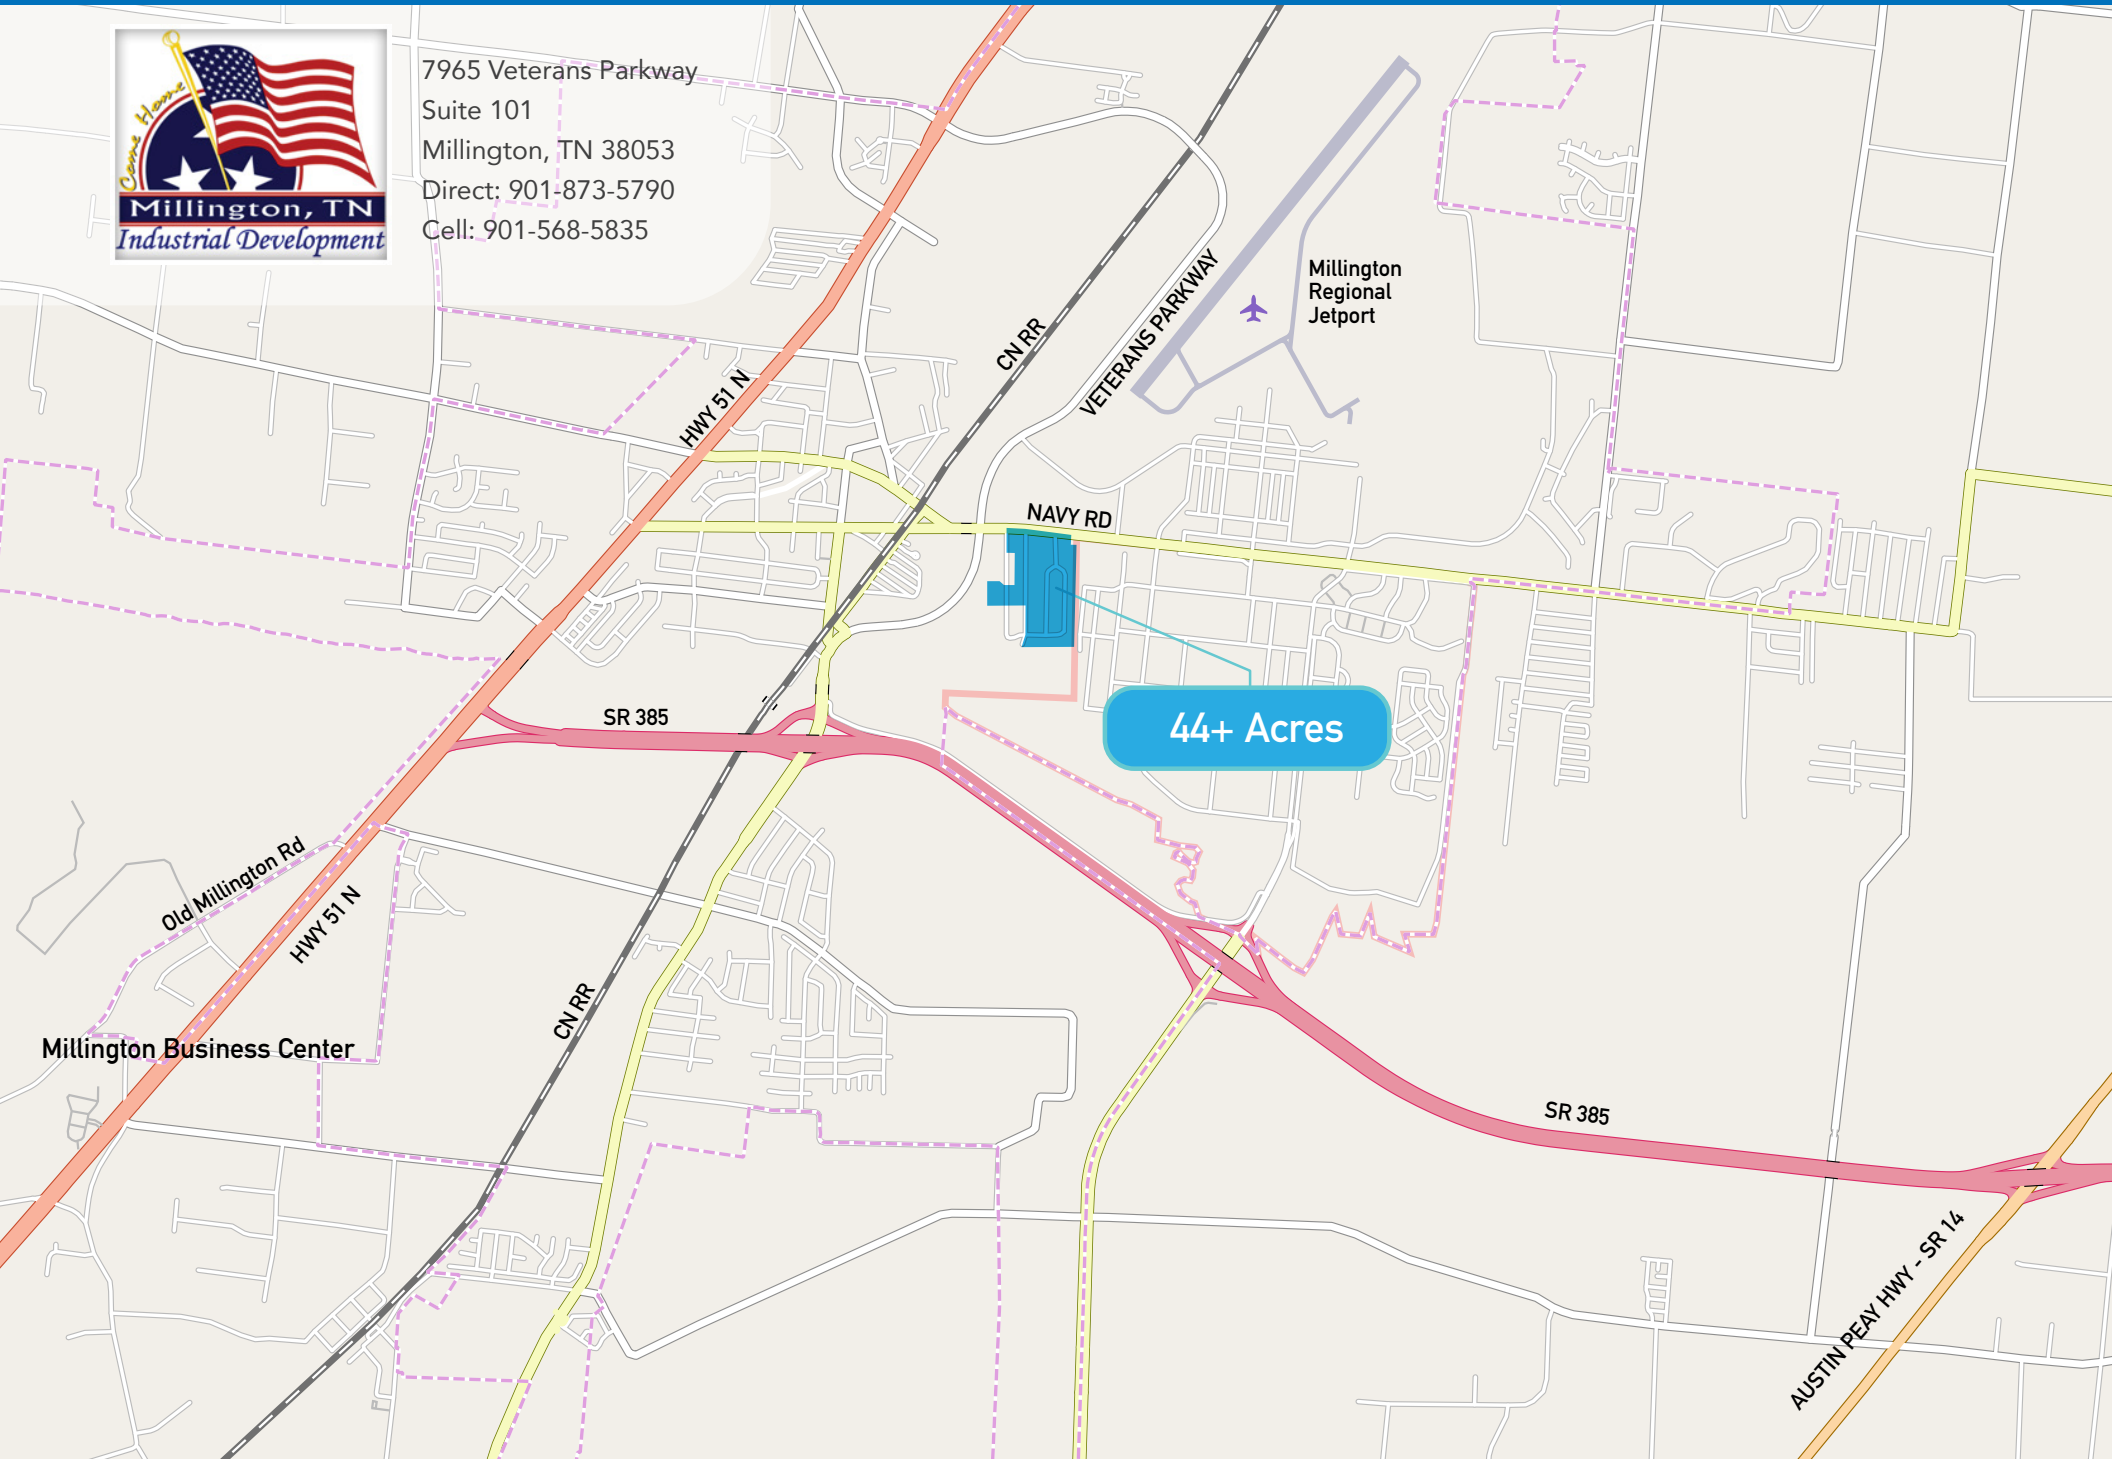 Come Home
Millington, TN
Industrial Development
7965 Veterans Parkway
Suite 101
Millington, TN 38053
Direct: 901-873-5790
Cell: 901-568-5835
Millington
Regional
Jetport
VETERANS PARKWAY
CN RR
HWY 51 N
NAVY RD
44+ Acres
SR 385
Old Millington Rd
HWY 51 N
CN RR
Millington Business Center
SR 385
AUSTIN PEAY HWY - SR 14